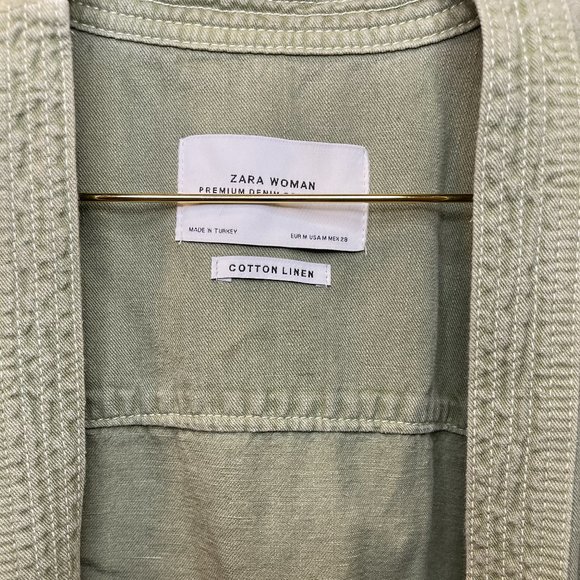 ZARA WOMAN
PREMIUM DENIM
MADE IN TURKEY
EUR M USA M MEX 28
COTTON LINEN